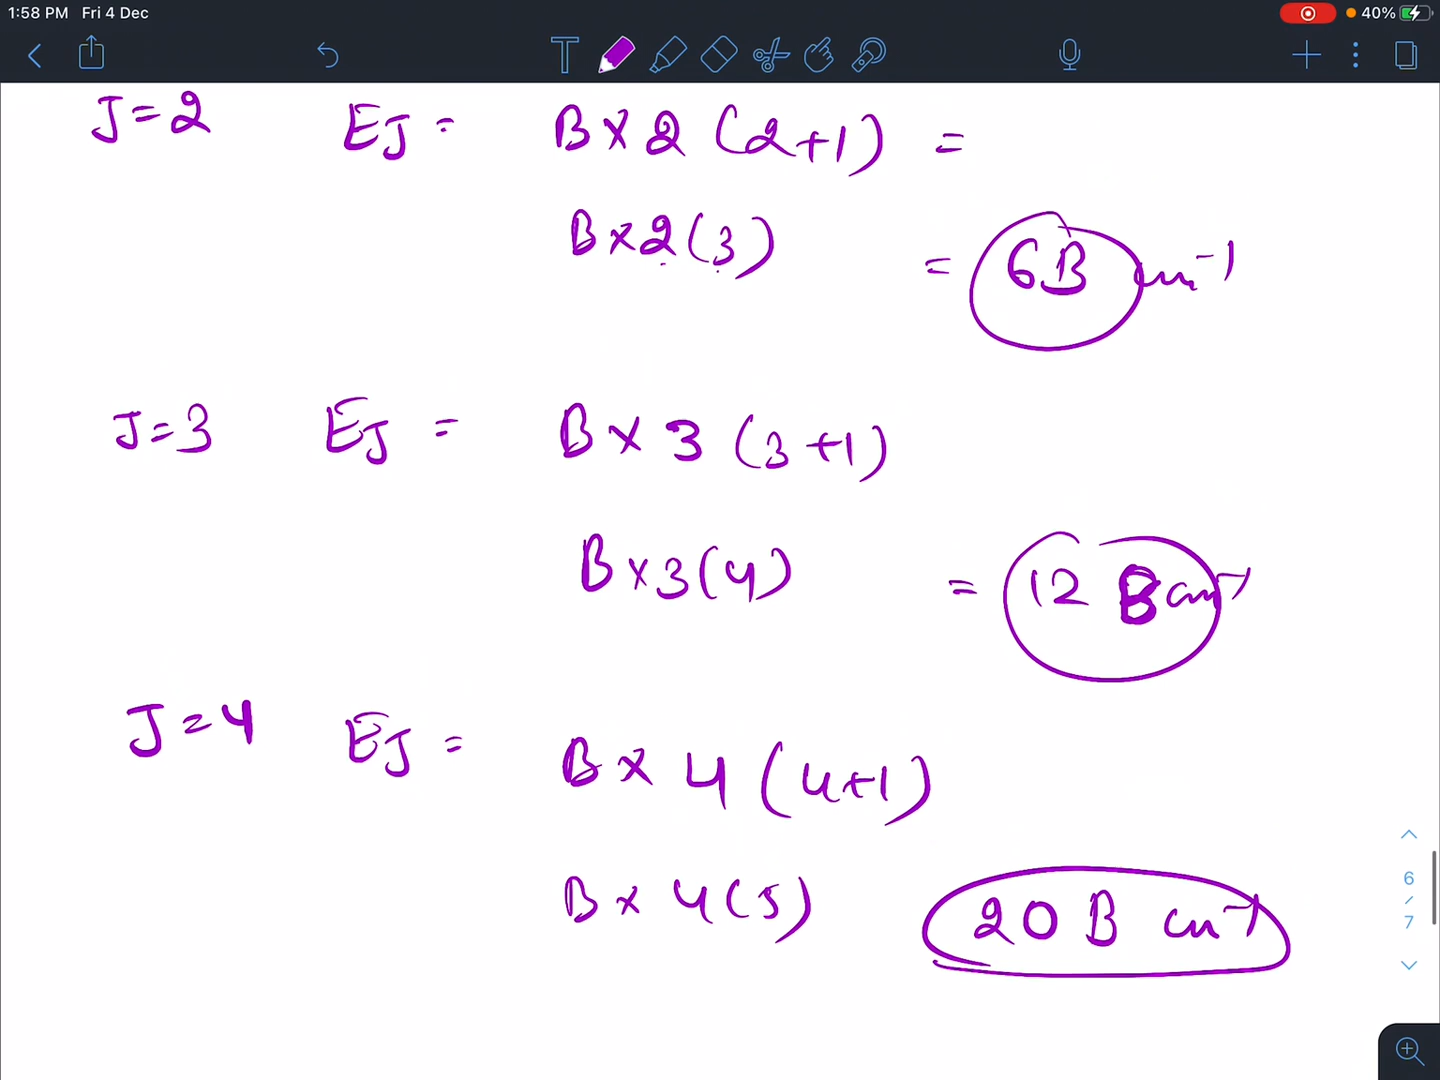 1:58 PM Fri 4 Dec 40%
T
J=2 EJ = B×2(2+1) =
B×2(3) = 6B cm⁻¹
J=3 EJ = B×3(3+1)
B×3(4) = 12 B cm⁻¹
J=4 EJ = B×4(4+1)
B×4(5) 20 B cm⁻¹
6
/
7